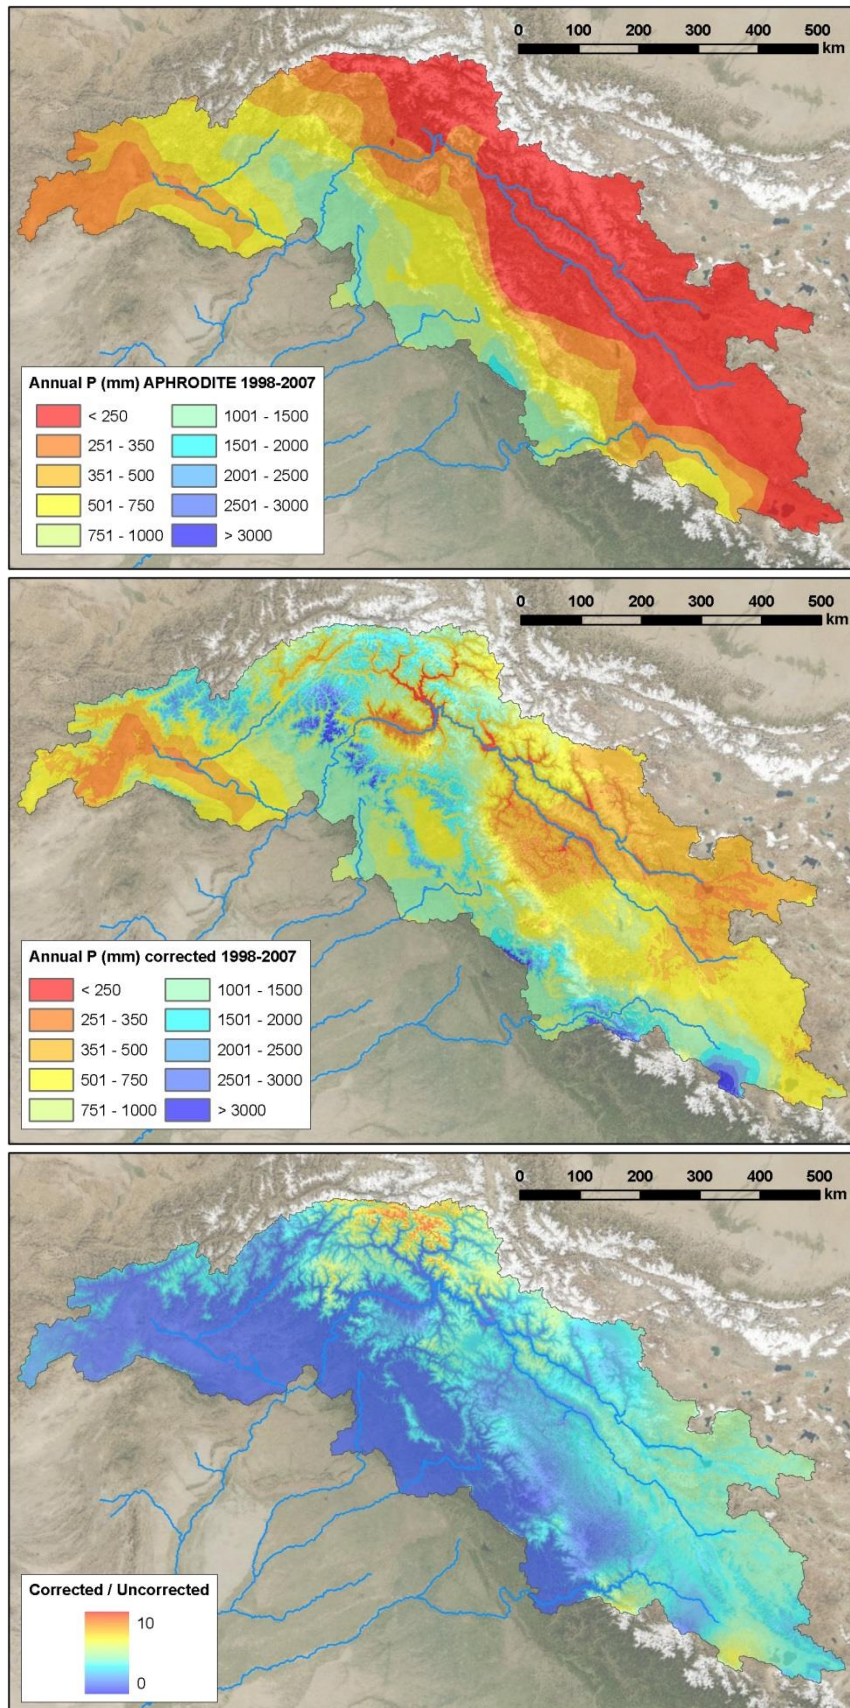 0 100 200 300 400 500
km
Annual P (mm) APHRODITE 1998-2007
< 250 1001 - 1500
251 - 350 1501 - 2000
351 - 500 2001 - 2500
501 - 750 2501 - 3000
751 - 1000 > 3000
0 100 200 300 400 500
km
Annual P (mm) corrected 1998-2007
< 250 1001 - 1500
251 - 350 1501 - 2000
351 - 500 2001 - 2500
501 - 750 2501 - 3000
751 - 1000 > 3000
0 100 200 300 400 500
km
Corrected / Uncorrected
10
0